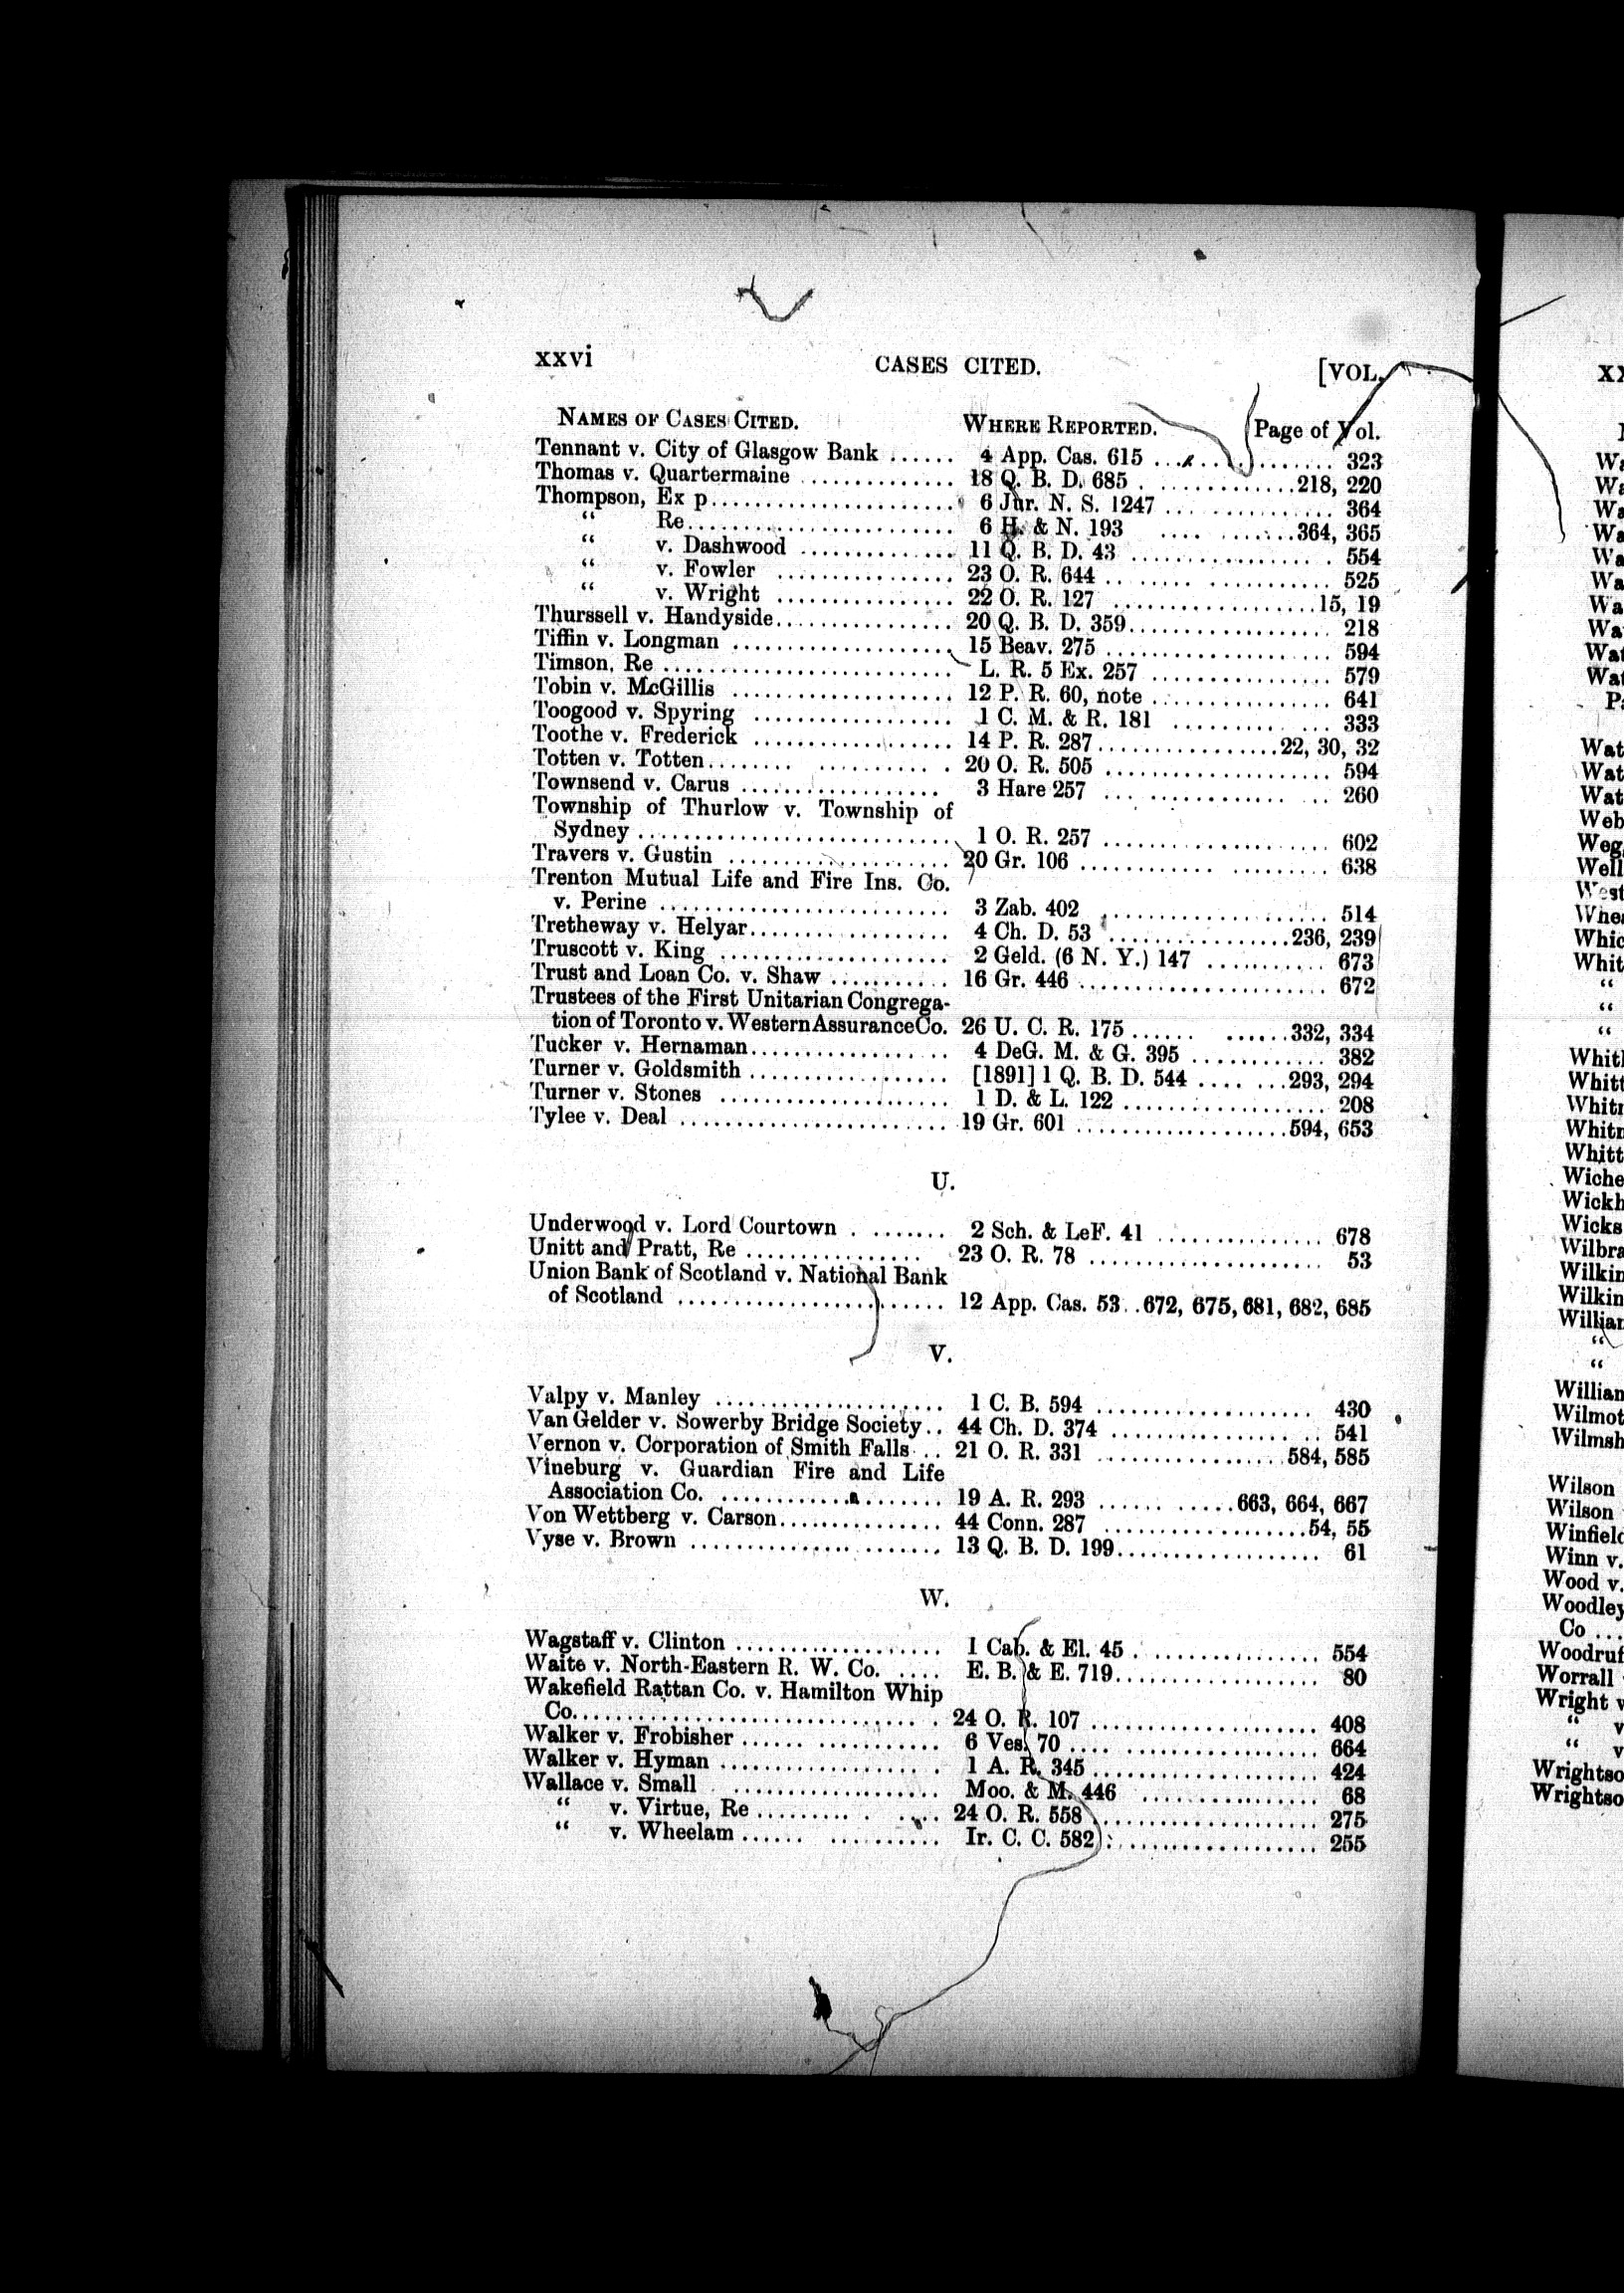 xxvi CASES CITED. [VOL.
NAMES OF CASES CITED. WHERE REPORTED. Page of Vol.
Tennant v. City of Glasgow Bank ...... 4 App. Cas. 615 ................ 323
Thomas v. Quartermaine .............. 18 Q. B. D. 685 . ............218, 220
Thompson, Ex p...................... 6 Jur. N. S. 1247 ................ 364
“ Re........................ 6 H. & N. 193 .... ........364, 365
“ v. Dashwood .............. 11 Q. B. D. 43 ................... 554
“ v. Fowler ................ 23 O. R. 644 .................... 525
“ v. Wright ................ 22 O. R. 127 ..................15, 19
Thurssell v. Handyside................ 20 Q. B. D. 359.................. 218
Tiffin v. Longman .................... 15 Beav. 275 .................... 594
Timson, Re .......................... L. R. 5 Ex. 257 ................ 579
Tobin v. McGillis .................... 12 P. R. 60, note ................ 641
Toogood v. Spyring .................. 1 C. M. & R. 181 .............. 333
Toothe v. Frederick .................. 14 P. R. 287................22, 30, 32
Totten v. Totten........ ............ 20 O. R. 505 .................... 594
Townsend v. Carus .................. 3 Hare 257 ... ............ .. 260
Township of Thurlow v. Township of
Sydney ............................ 1 O. R. 257 .................... 602
Travers v. Gustin .................... 20 Gr. 106 ............ ......... 638
Trenton Mutual Life and Fire Ins. Co.
v. Perine .......................... 3 Zab. 402 .................... 514
Tretheway v. Helyar.................. 4 Ch. D. 53 ................236, 239
Truscott v. King .................... 2 Geld. (6 N. Y.) 147 ........... 673
Trust and Loan Co. v. Shaw ........... 16 Gr. 446 ...................... 672
Trustees of the First Unitarian Congrega-
tion of Toronto v. Western Assurance Co. 26 U. C. R. 175 ...... ......332, 334
Tucker v. Hernaman.................. 4 DeG. M. & G. 395 ............ 382
Turner v. Goldsmith .................. [1891] 1 Q. B. D. 544 .... ...293, 294
Turner v. Stones .................... 1 D. & L. 122 .................. 208
Tylee v. Deal ........................ 19 Gr. 601 ...................594, 653
U.
Underwood v. Lord Courtown . ....... 2 Sch. & LeF. 41 ............... 678
Unitt and Pratt, Re ................ 23 O. R. 78 ..................... 53
Union Bank of Scotland v. National Bank
of Scotland ........................ 12 App. Cas. 53. .672, 675, 681, 682, 685
V.
Valpy v. Manley .................... 1 C. B. 594 ................... 430
Van Gelder v. Sowerby Bridge Society.. 44 Ch. D. 374 ................ .. 541
Vernon v. Corporation of Smith Falls .. 21 O. R. 331 .................584, 585
Vineburg v. Guardian Fire and Life
Association Co. .................... 19 A. R. 293 ...... ......663, 664, 667
Von Wettberg v. Carson............... 44 Conn. 287 ..................54, 55
Vyse v. Brown .............. ........ 13 Q. B. D. 199.................. 61
W.
Wagstaff v. Clinton ................... 1 Cab. & El. 45 . ............... 554
Waite v. North-Eastern R. W. Co. ..... E. B. & E. 719.................. 80
Wakefield Rattan Co. v. Hamilton Whip
Co................................ 24 O. R. 107 .................... 408
Walker v. Frobisher ...... ........... 6 Ves. 70 .... ................. 664
Walker v. Hyman .................... 1 A. R. 345 .................... 424
Wallace v. Small .................. Moo. & M. 446 ................ 68
“ v. Virtue, Re ......... . .... 24 O. R. 558 .................... 275
“ v. Wheelam ...... .......... Ir. C. C. 582 : .................. 255